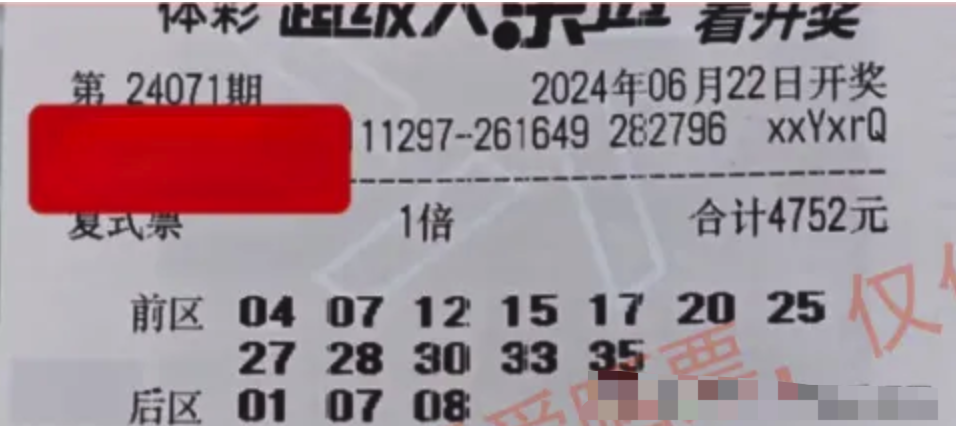 体彩 超级大乐透 看开奖
第 24071期 2024年06月22日开奖
11297-261649 282796 xxYxrQ
复式票 1倍 合计4752元
前区 04 07 12 15 17 20 25
27 28 30 33 35
后区 01 07 08
票，仅